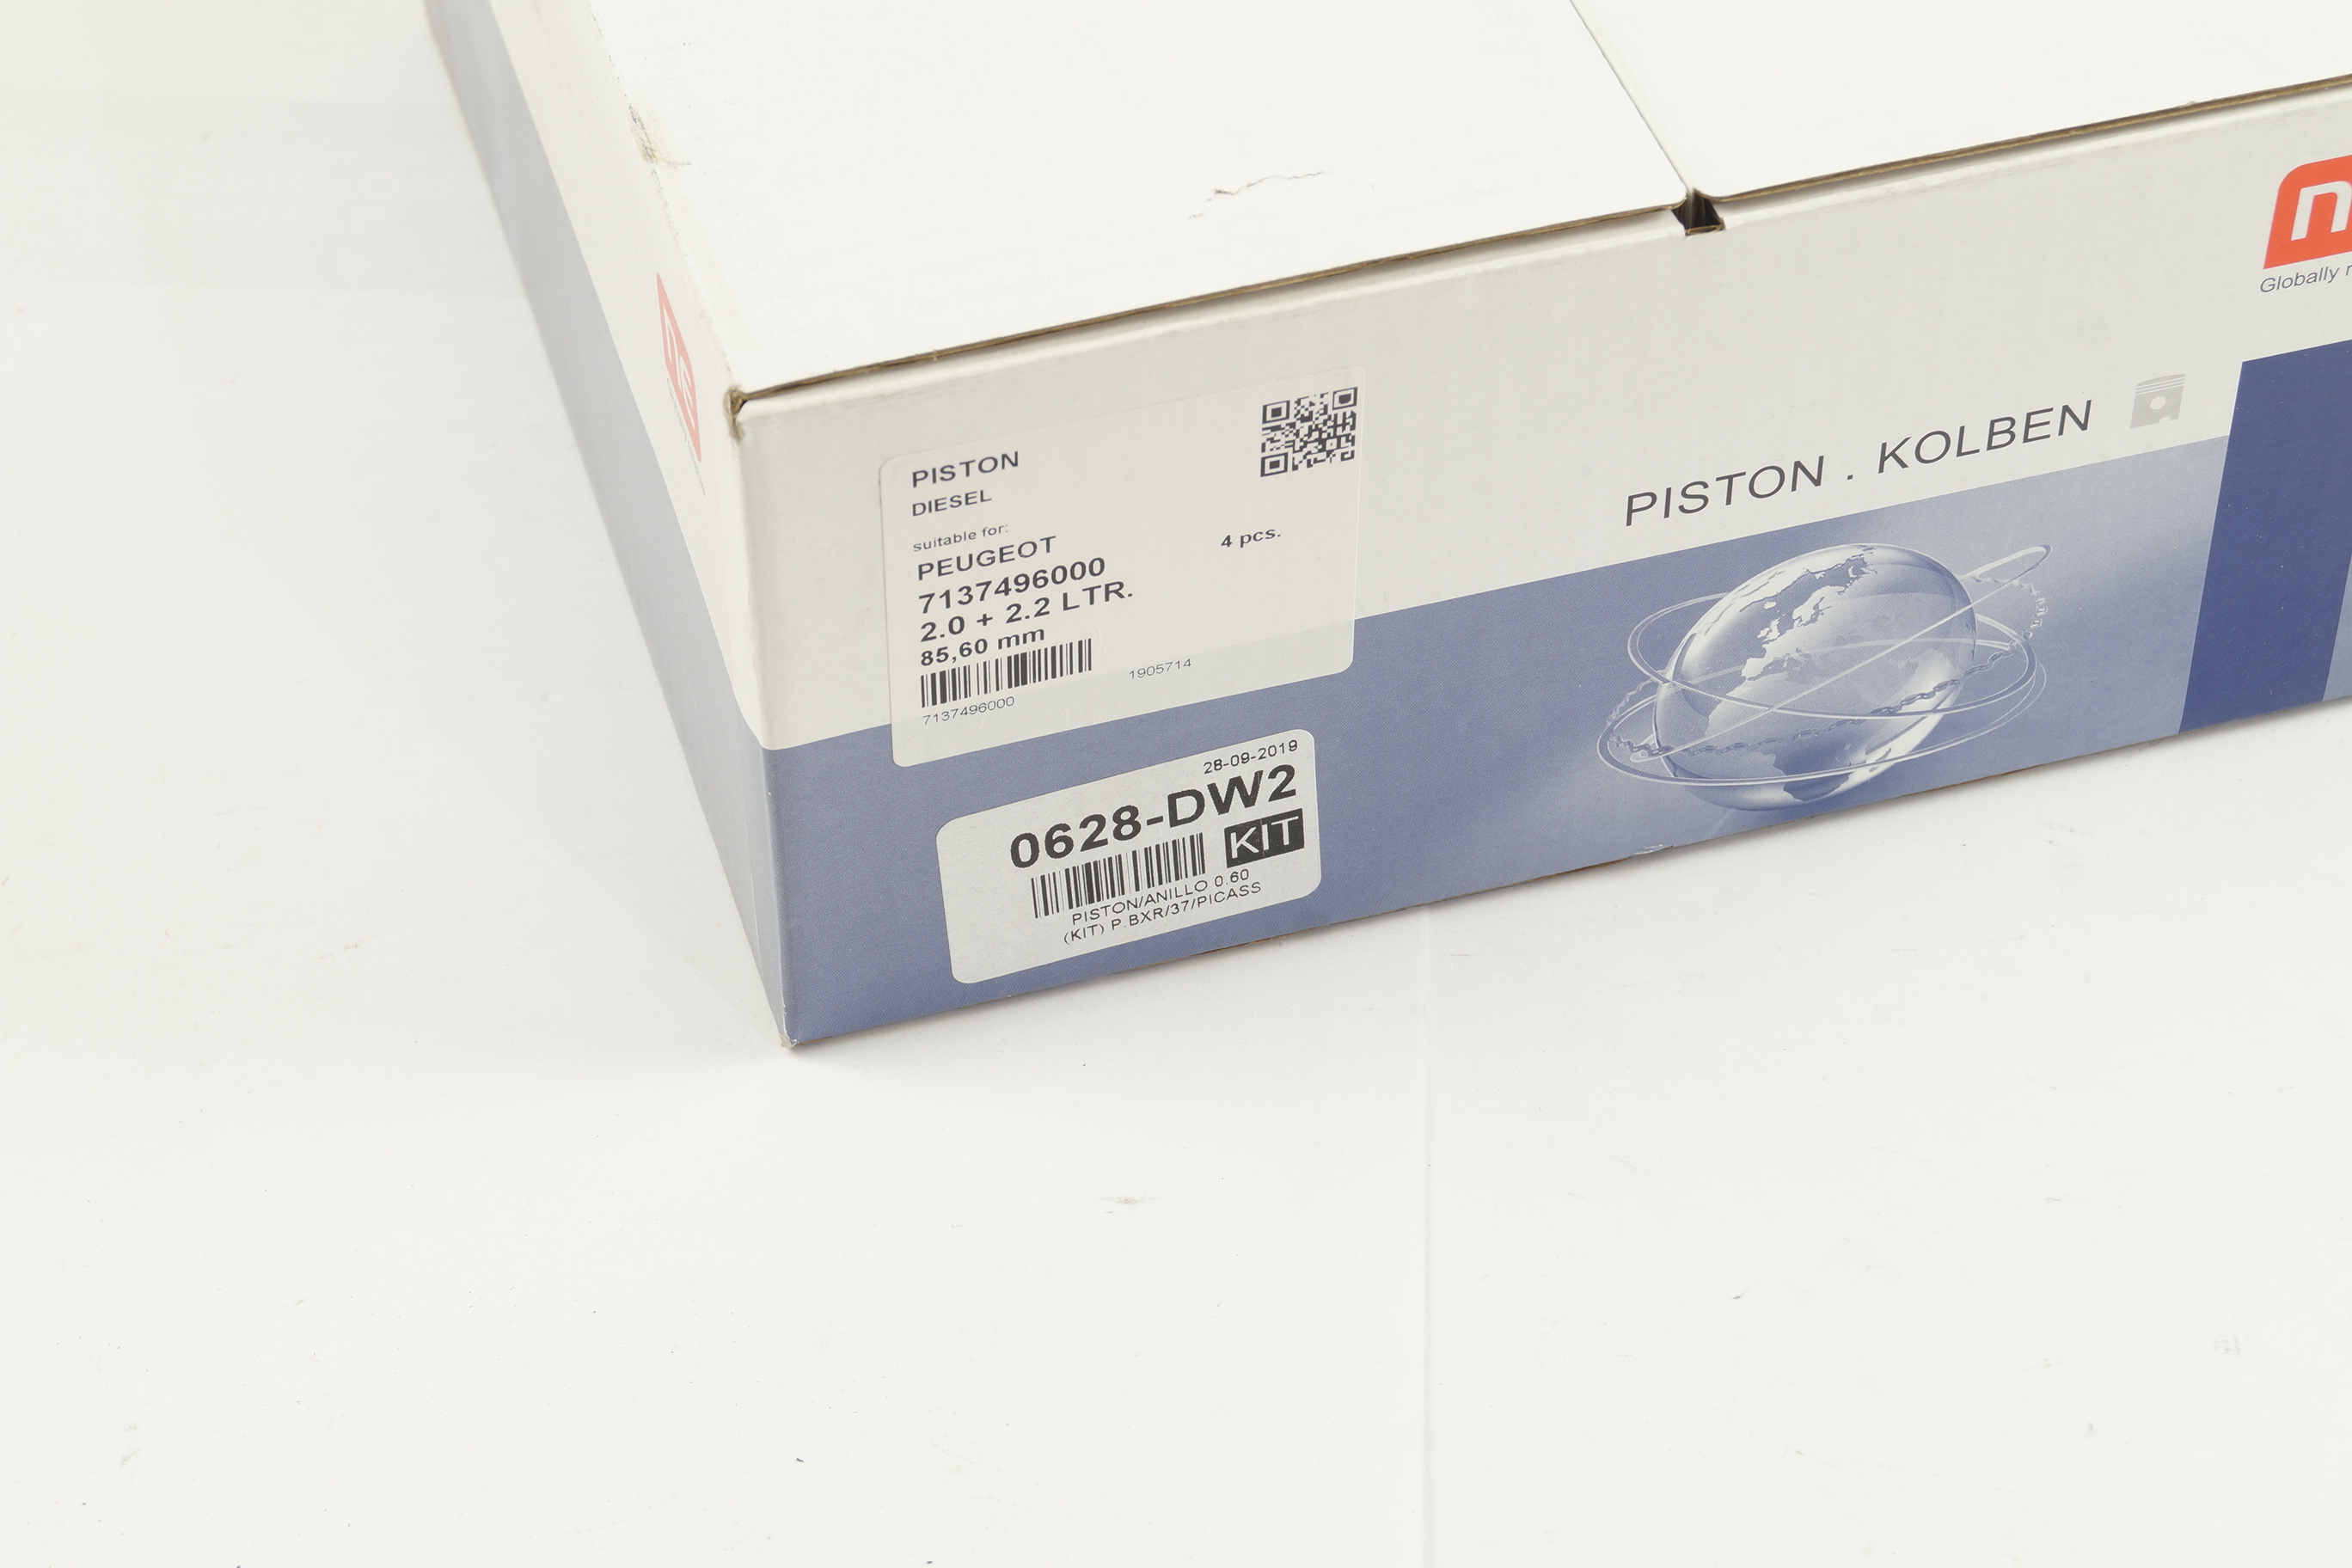 PISTON
DIESEL
suitable for:
PEUGEOT
4 pcs.
7137496000
2.0 + 2.2 LTR.
85,60 mm
7137496000
1905714
28-09-2019
0628-DW2
KIT
PISTON/ANILLO 0.60
(KIT) P.BXR/37/PICASS
PISTON . KOLBEN
Globally